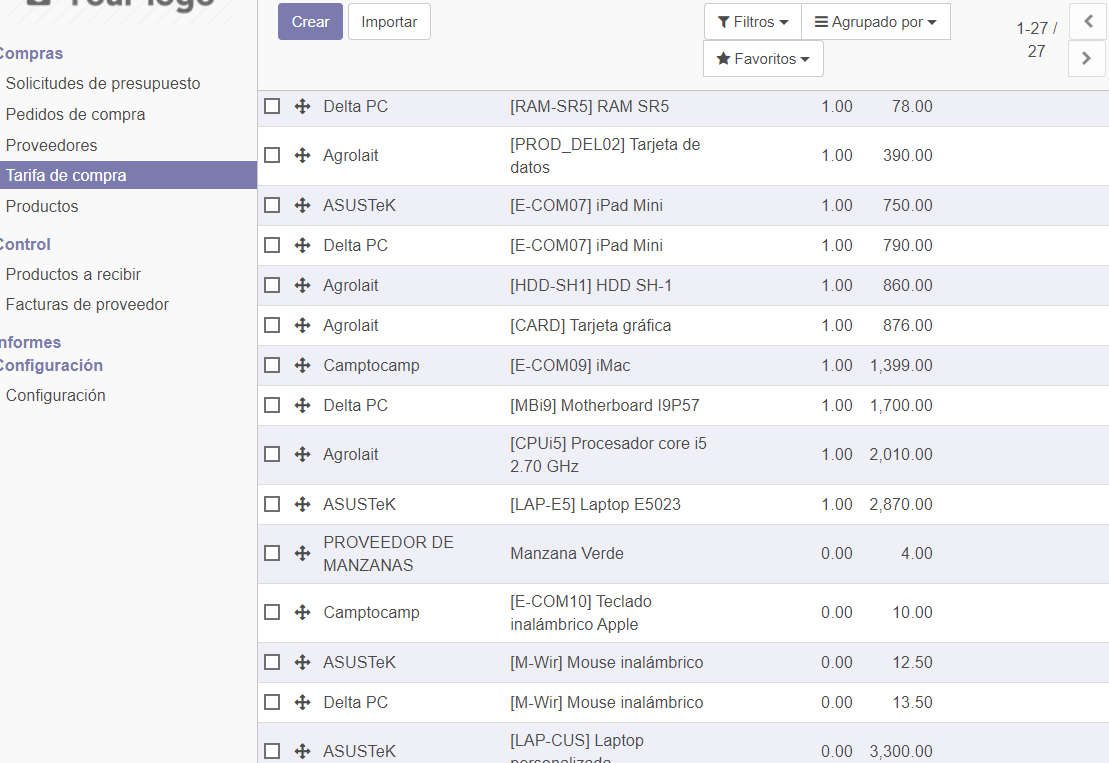 Your logo
Compras
Solicitudes de presupuesto
Pedidos de compra
Proveedores
Tarifa de compra
Productos
Control
Productos a recibir
Facturas de proveedor
Informes
Configuración
Configuración
Crear Importar
Filtros Agrupado por
Favoritos
1-27 /
27
Delta PC [RAM-SR5] RAM SR5 1.00 78.00
Agrolait [PROD_DEL02] Tarjeta de
datos 1.00 390.00
ASUSTeK [E-COM07] iPad Mini 1.00 750.00
Delta PC [E-COM07] iPad Mini 1.00 790.00
Agrolait [HDD-SH1] HDD SH-1 1.00 860.00
Agrolait [CARD] Tarjeta gráfica 1.00 876.00
Camptocamp [E-COM09] iMac 1.00 1,399.00
Delta PC [MBi9] Motherboard I9P57 1.00 1,700.00
Agrolait [CPUi5] Procesador core i5
2.70 GHz 1.00 2,010.00
ASUSTeK [LAP-E5] Laptop E5023 1.00 2,870.00
PROVEEDOR DE
MANZANAS Manzana Verde 0.00 4.00
Camptocamp [E-COM10] Teclado
inalámbrico Apple 0.00 10.00
ASUSTeK [M-Wir] Mouse inalámbrico 0.00 12.50
Delta PC [M-Wir] Mouse inalámbrico 0.00 13.50
ASUSTeK [LAP-CUS] Laptop
personalizada 0.00 3,300.00